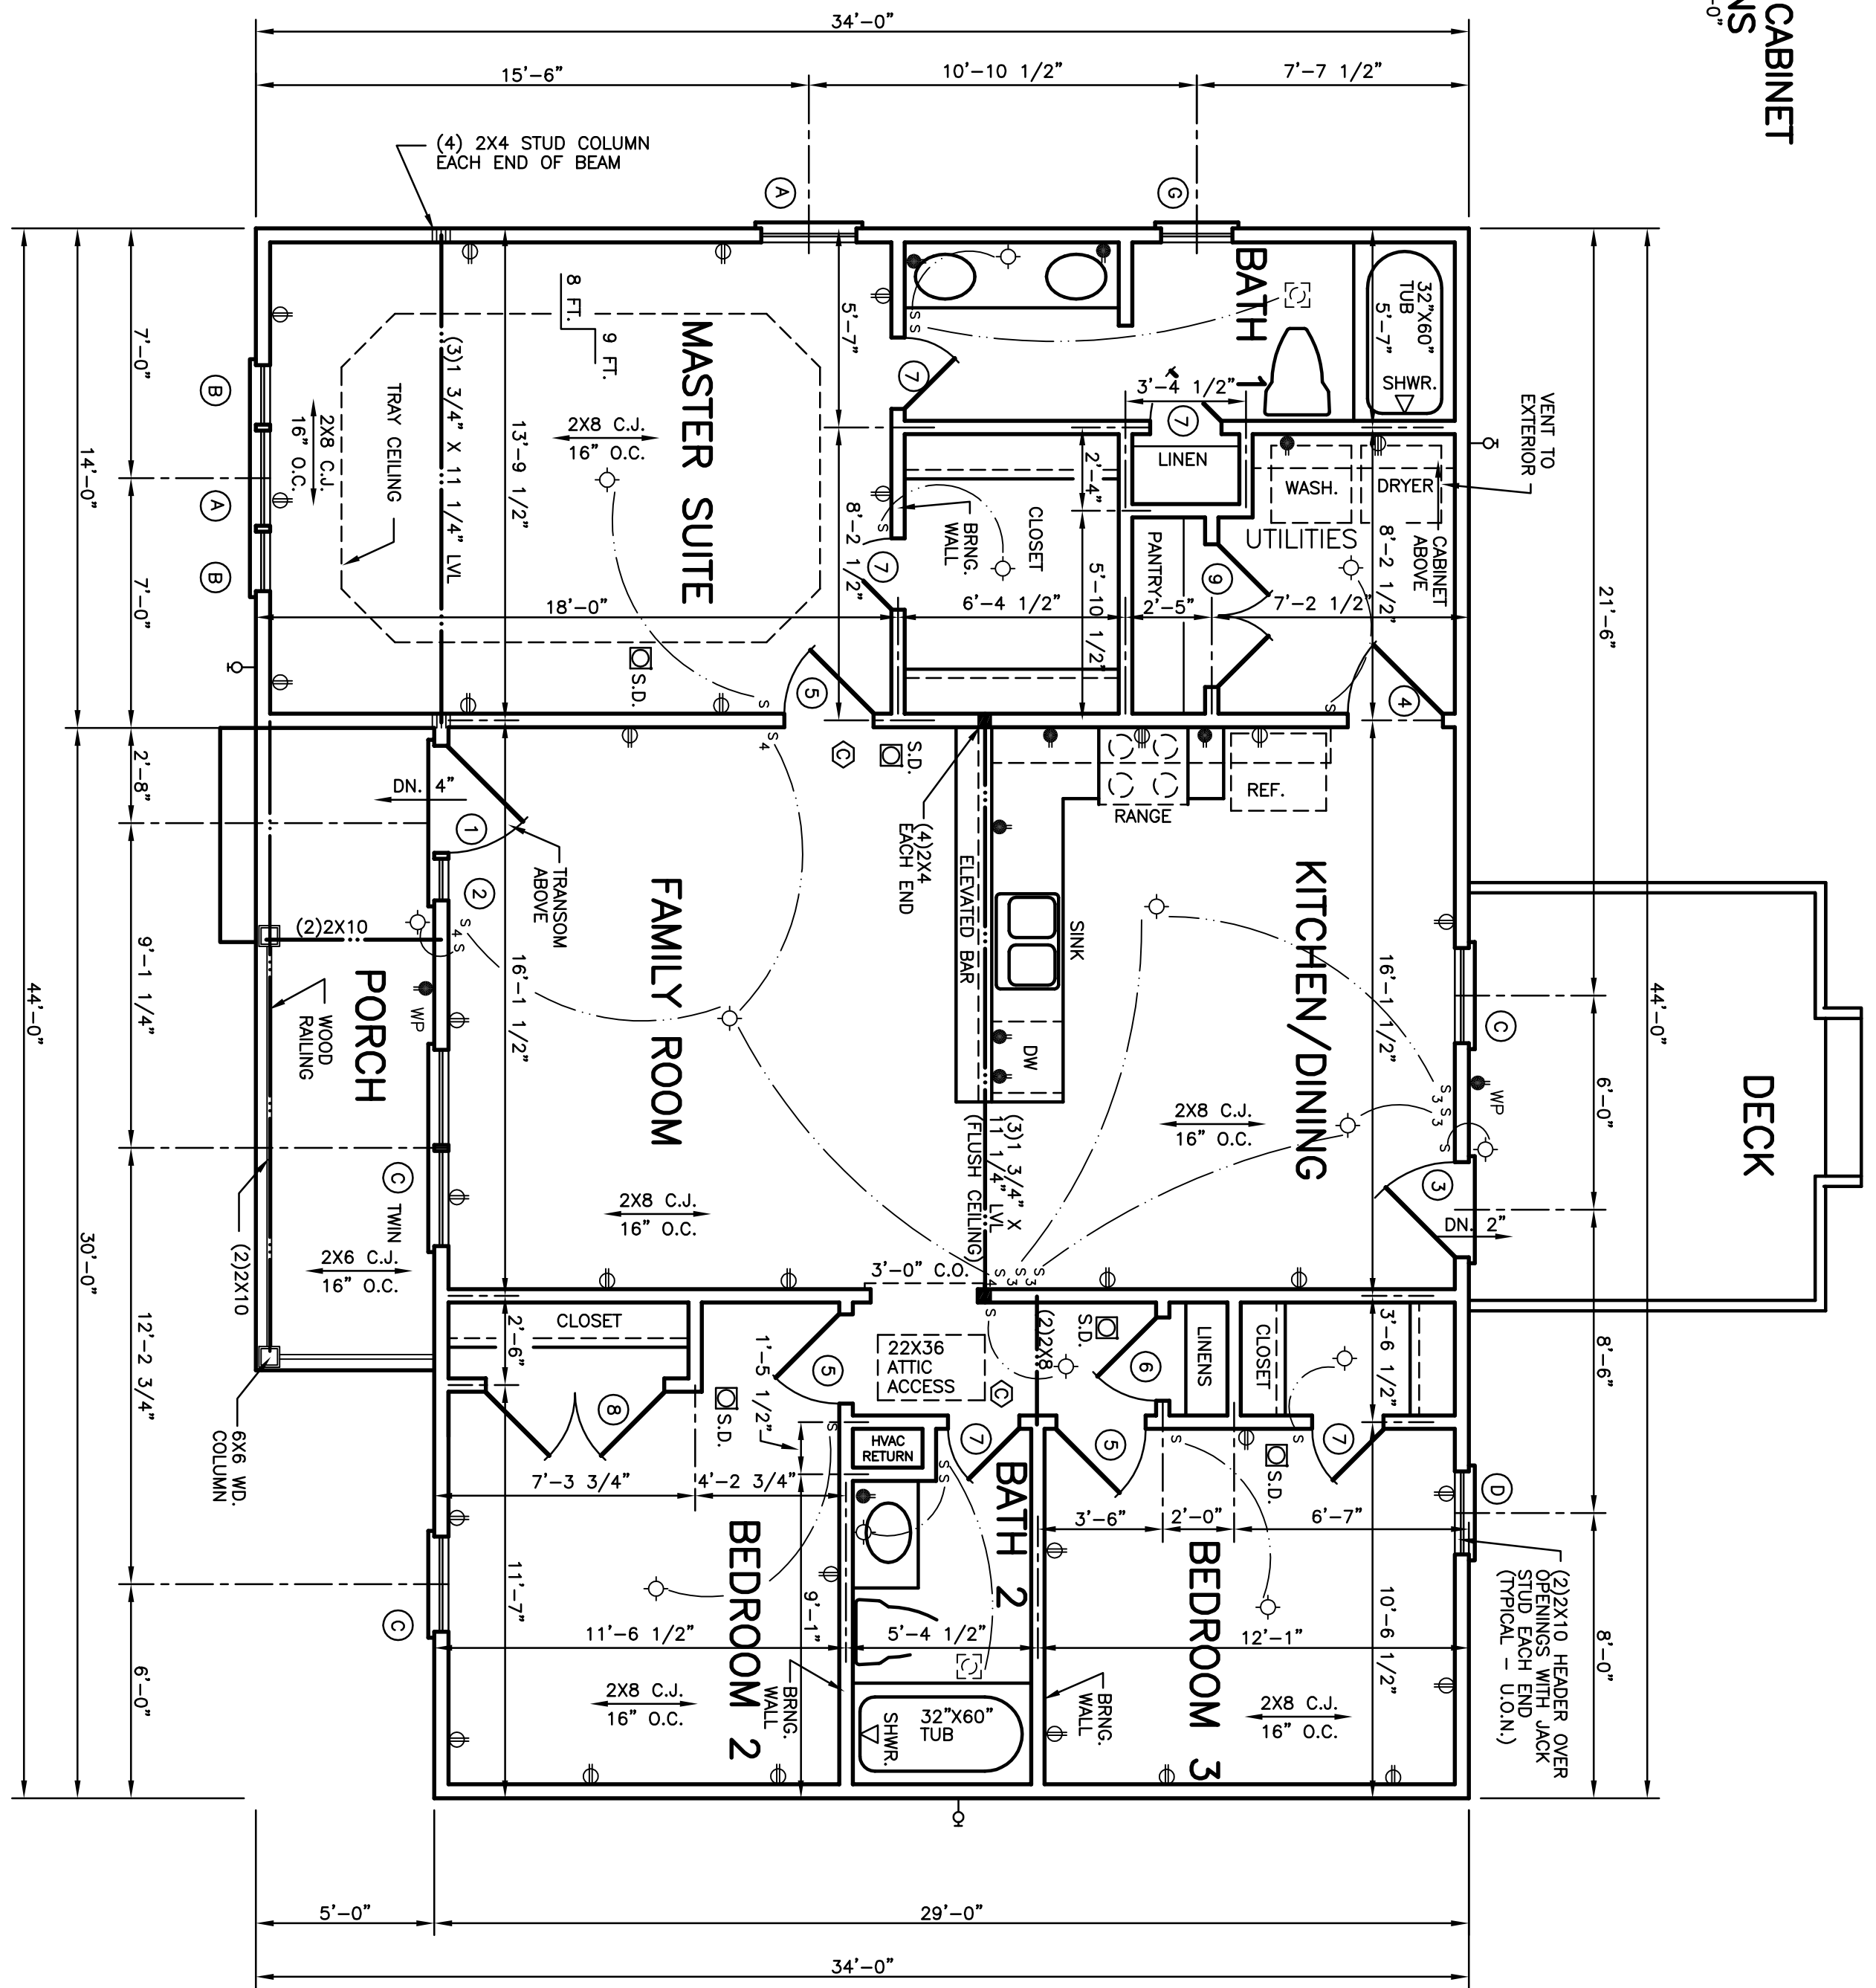 CABINET
NS
-0"
34'-0"
15'-6"
10'-10 1/2"
7'-7 1/2"
(4) 2X4 STUD COLUMN
EACH END OF BEAM
A
G
44'-0"
21'-6"
6'-0"
8'-6"
8'-0"
DECK
VENT TO
EXTERIOR
32"X60"
TUB
5'-7"
SHWR.
BATH 1
3'-4 1/2"
7
LINEN
2'-4"
WASH.
DRYER
UTILITIES
CABINET
ABOVE
8'-2 1/2"
7'-2 1/2"
4
S
9
PANTRY
2'-5"
5'-10 1/2"
CLOSET
6'-4 1/2"
BRNG.
WALL
S
7
8'-2 1/2"
5'-7"
S
S
7
MASTER SUITE
8 FT.
9 FT.
2X8 C.J.
16" O.C.
13'-9 1/2"
(3)1 3/4" X 11 1/4" LVL
TRAY CEILING
2X8 C.J.
16" O.C.
18'-0"
S.D.
S
5
B
A
B
7'-0"
7'-0"
14'-0"
C
WP
S3
S3
S
3
DN. 2"
KITCHEN/DINING
16'-1 1/2"
2X8 C.J.
16" O.C.
REF.
RANGE
SINK
DW
ELEVATED BAR
(4)2X4
EACH END
(3)1 3/4" X
11 1/4" LVL
(FLUSH CEILING)
S3
S3
S4
S.D.
C
S4
FAMILY ROOM
16'-1 1/2"
2X8 C.J.
16" O.C.
TRANSOM
ABOVE
1
DN. 4"
2
S4
S
3'-0" C.O.
(2)2X10
PORCH
WP
WOOD
RAILING
C TWIN
2X6 C.J.
16" O.C.
(2)2X10
6X6 WD.
COLUMN
2'-8"
9'-1 1/4"
12'-2 3/4"
6'-0"
30'-0"
44'-0"
D
(2)2X10 HEADER OVER
OPENINGS WITH JACK
STUD EACH END
(TYPICAL - U.O.N.)
3'-6 1/2"
CLOSET
LINENS
7
S
S.D.
6
S.D.
(2)2X8
S
5
S
3'-6"
2'-0"
6'-7"
BEDROOM 3
10'-6 1/2"
12'-1"
2X8 C.J.
16" O.C.
BRNG.
WALL
22X36
ATTIC
ACCESS
C
7
HVAC
RETURN
S
S
BATH 2
5'-4 1/2"
32"X60"
TUB
SHWR.
5
S
1'-5 1/2"
CLOSET
2'-6"
8
S.D.
7'-3 3/4"
4'-2 3/4"
9'-1"
BEDROOM 2
11'-7"
11'-6 1/2"
2X8 C.J.
16" O.C.
BRNG.
WALL
C
5'-0"
29'-0"
34'-0"